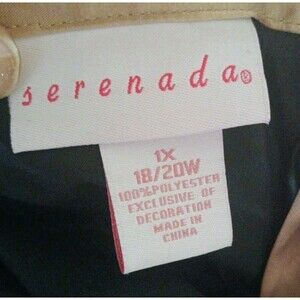 serenada®
1X
18/20W
100%POLYESTER
EXCLUSIVE OF
DECORATION
MADE IN
CHINA